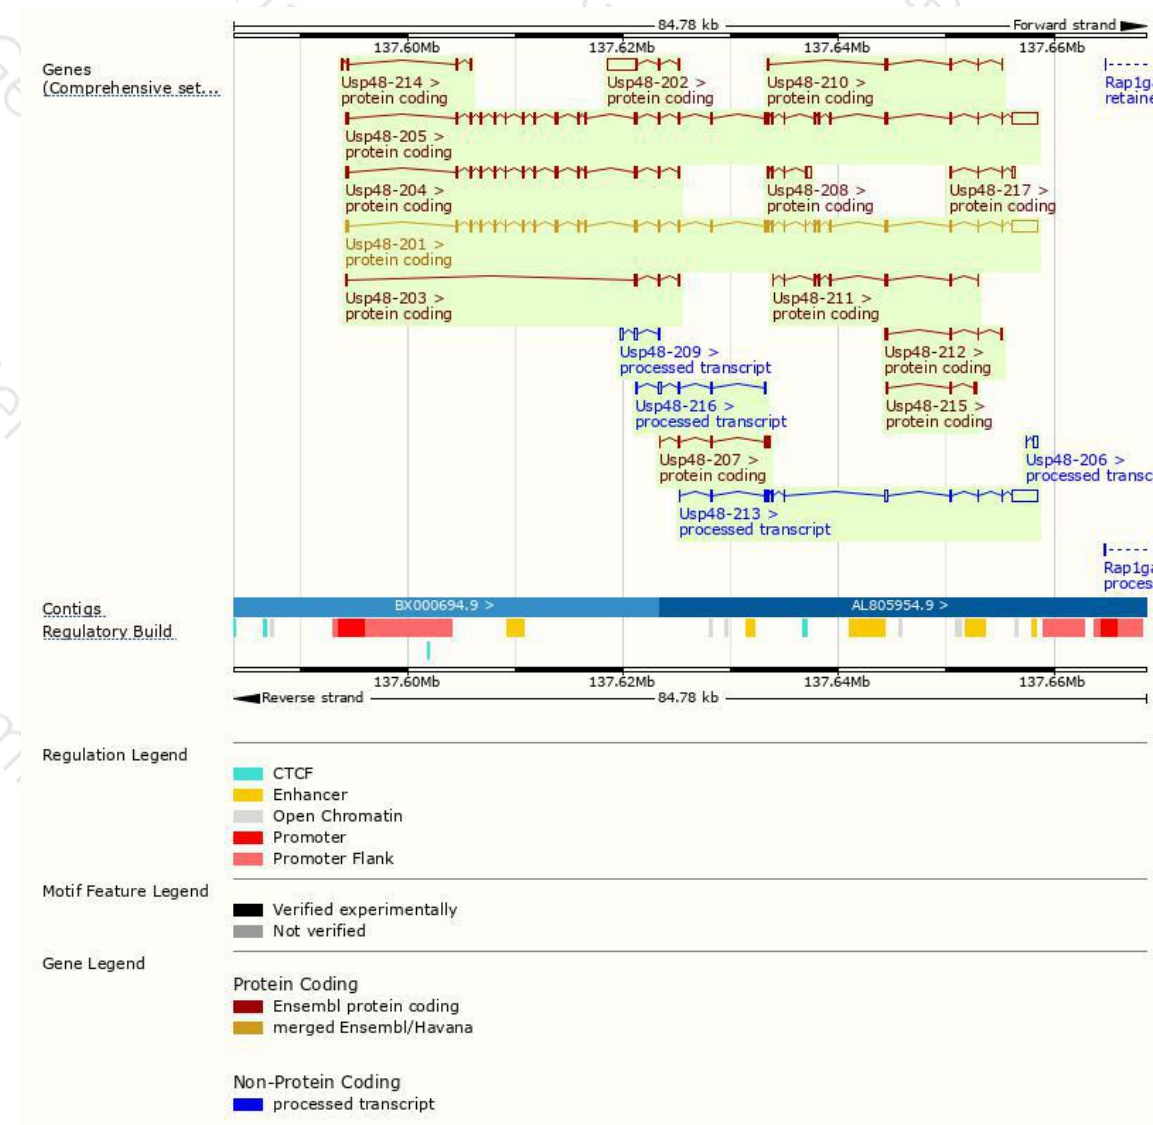 84.78 kb
Forward strand
137.60Mb 137.62Mb 137.64Mb 137.66Mb
Genes
(Comprehensive set...
Usp48-214 > Usp48-202 > Usp48-210 > Rap1g
protein coding protein coding protein coding retaine
Usp48-205 >
protein coding
Usp48-204 > Usp48-208 > Usp48-217 >
protein coding protein coding protein coding
Usp48-201 >
protein coding
Usp48-203 > Usp48-211 >
protein coding protein coding
Usp48-209 > Usp48-212 >
processed transcript protein coding
Usp48-216 > Usp48-215 >
processed transcript protein coding
Usp48-207 > Usp48-206 >
protein coding processed transc
Usp48-213 >
processed transcript
Rap1g
proces
Contigs BX000694.9 > AL805954.9 >
Regulatory Build
137.60Mb 137.62Mb 137.64Mb 137.66Mb
Reverse strand 84.78 kb
Regulation Legend
CTCF
Enhancer
Open Chromatin
Promoter
Promoter Flank
Motif Feature Legend
Verified experimentally
Not verified
Gene Legend
Protein Coding
Ensembl protein coding
merged Ensembl/Havana
Non-Protein Coding
processed transcript